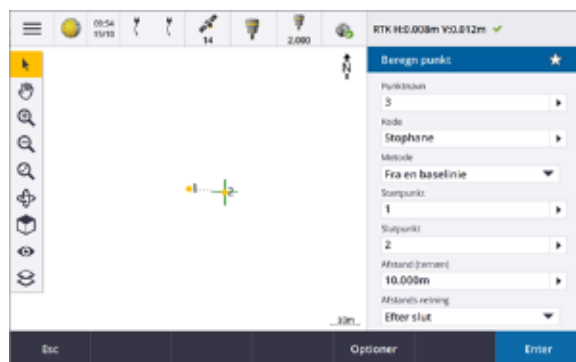 09:54
15/10
14
2.000
RTK H:0.008m V:0.012m
Beregn punkt
Punktnavn
3
Kode
Stophane
Metode
Fra en baselinie
Startpunkt
1
Slutpunkt
2
Afstand (terræn)
10.000m
Afstands retning
Efter slut
N
1
2
10m
Esc
Optioner
Enter